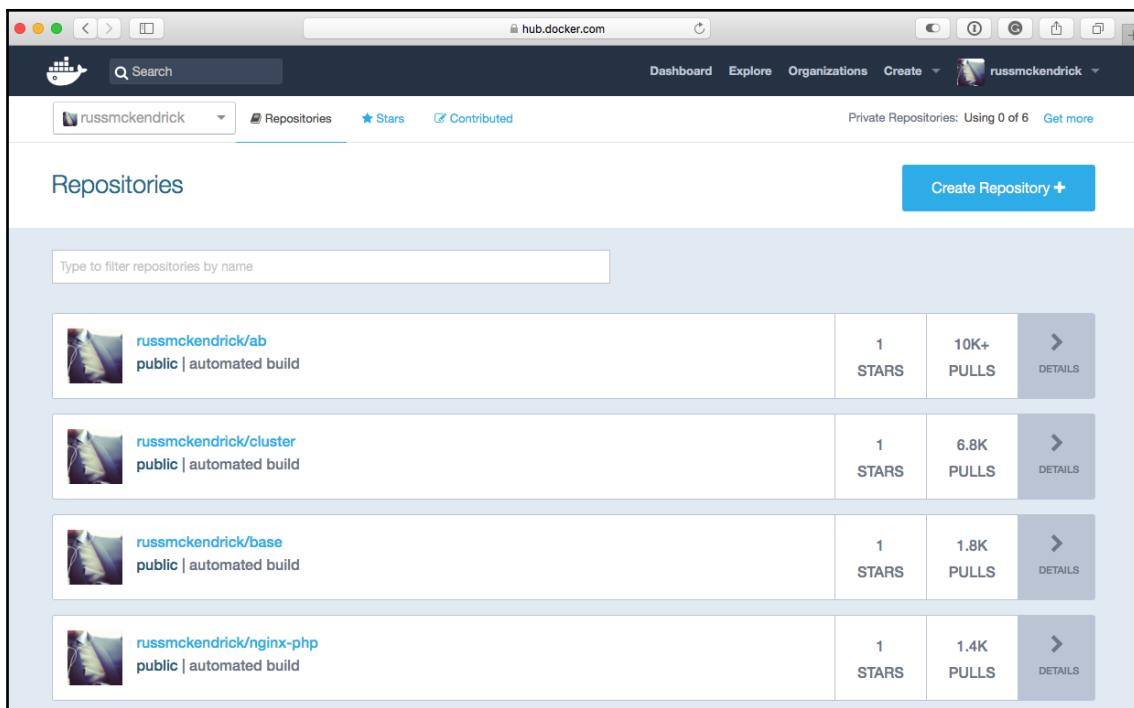 hub.docker.com
Search
Dashboard Explore Organizations Create russmckendrick
russmckendrick Repositories Stars Contributed Private Repositories: Using 0 of 6 Get more
Repositories
Create Repository +
Type to filter repositories by name
russmckendrick/ab
public | automated build
1
STARS
10K+
PULLS
DETAILS
russmckendrick/cluster
public | automated build
1
STARS
6.8K
PULLS
DETAILS
russmckendrick/base
public | automated build
1
STARS
1.8K
PULLS
DETAILS
russmckendrick/nginx-php
public | automated build
1
STARS
1.4K
PULLS
DETAILS